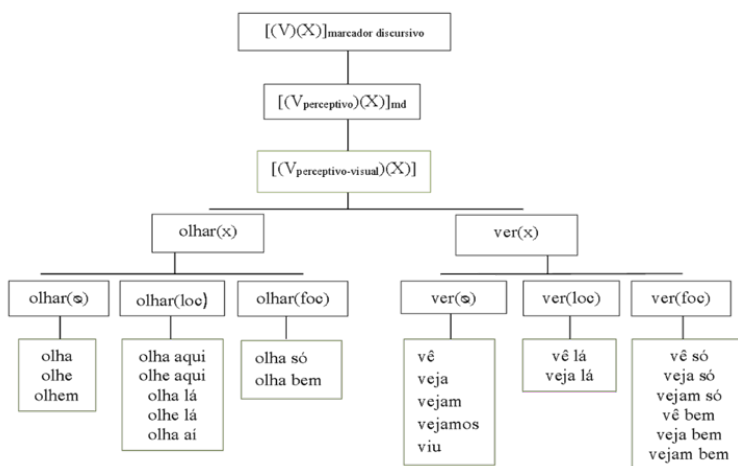 [(V)(X)]marcador discursivo
[(Vperceptivo)(X)]md
[(Vperceptivo-visual)(X)]
olhar(x)
ver(x)
olhar(ø)
olhar(loc)
olhar(foc)
ver(ø)
ver(loc)
ver(foc)
olha
olhe
olhem
olha aqui
olhe aqui
olha lá
olhe lá
olha aí
olha só
olha bem
vê
veja
vejam
vejamos
viu
vê lá
veja lá
vê só
veja só
vejam só
vê bem
veja bem
vejam bem